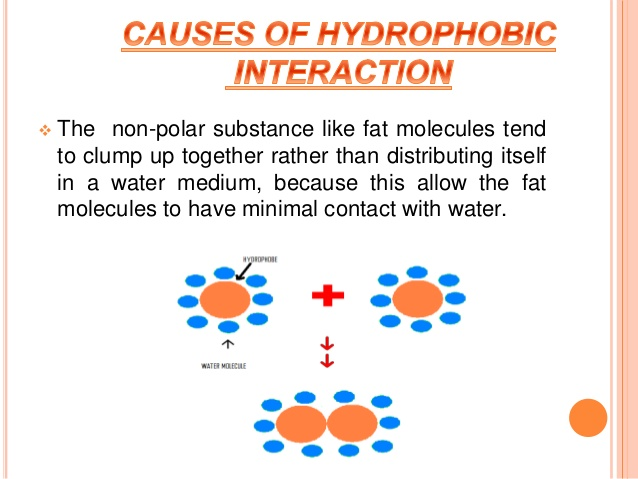 CAUSES OF HYDROPHOBIC
INTERACTION
The non-polar substance like fat molecules tend
to clump up together rather than distributing itself
in a water medium, because this allow the fat
molecules to have minimal contact with water.
HYDROPHOBE
WATER MOLECULE